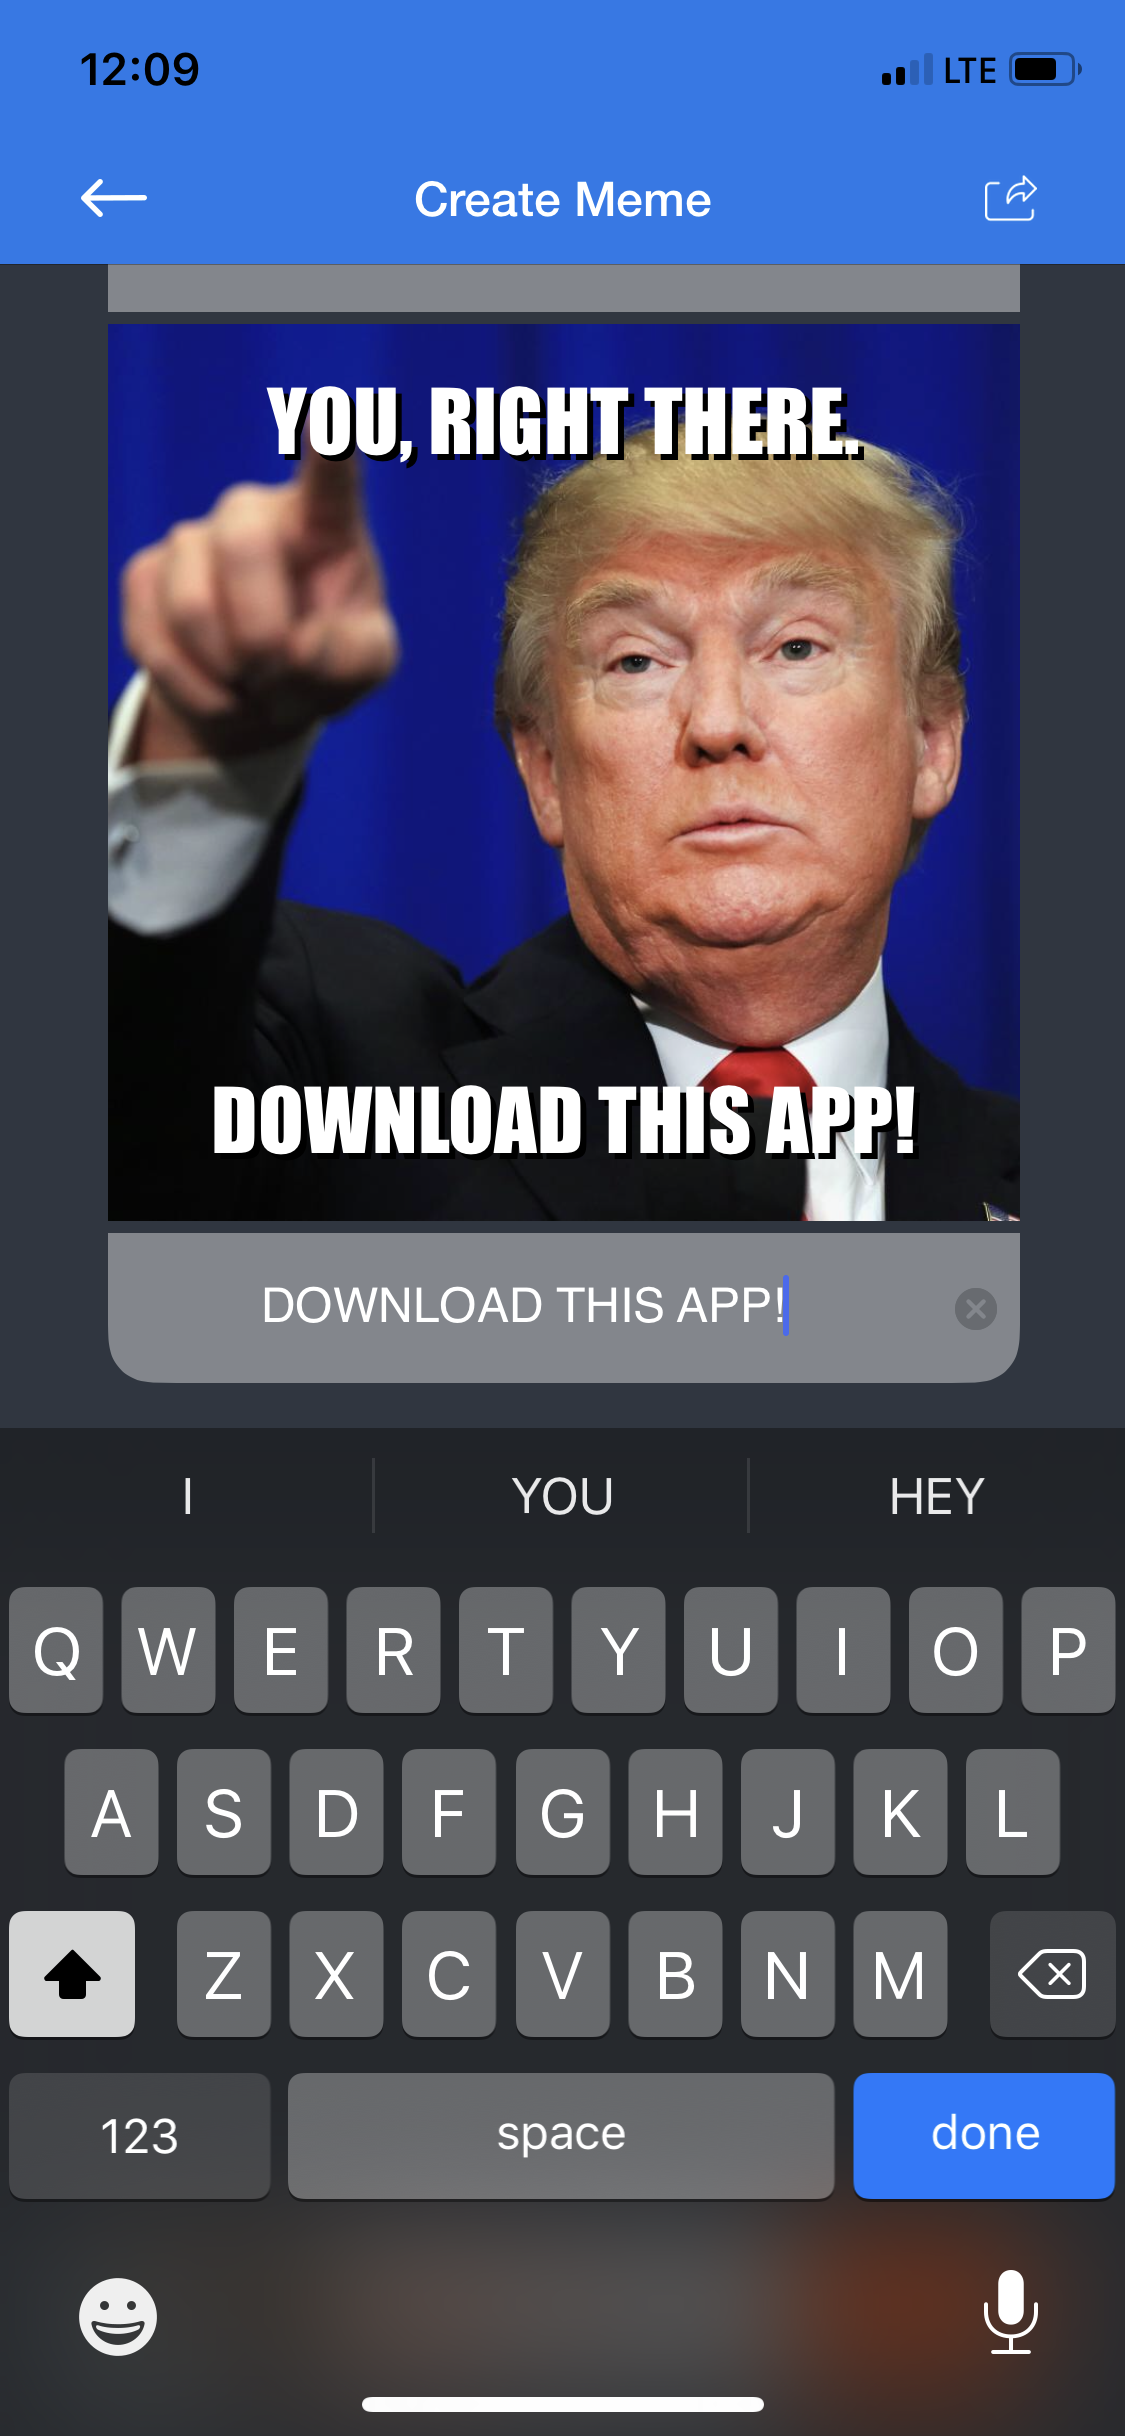 12:09 LTE
Create Meme
YOU, RIGHT THERE.
DOWNLOAD THIS APP!
DOWNLOAD THIS APP!
I YOU HEY
Q W E R T Y U I O P
A S D F G H J K L
Z X C V B N M
123 space done